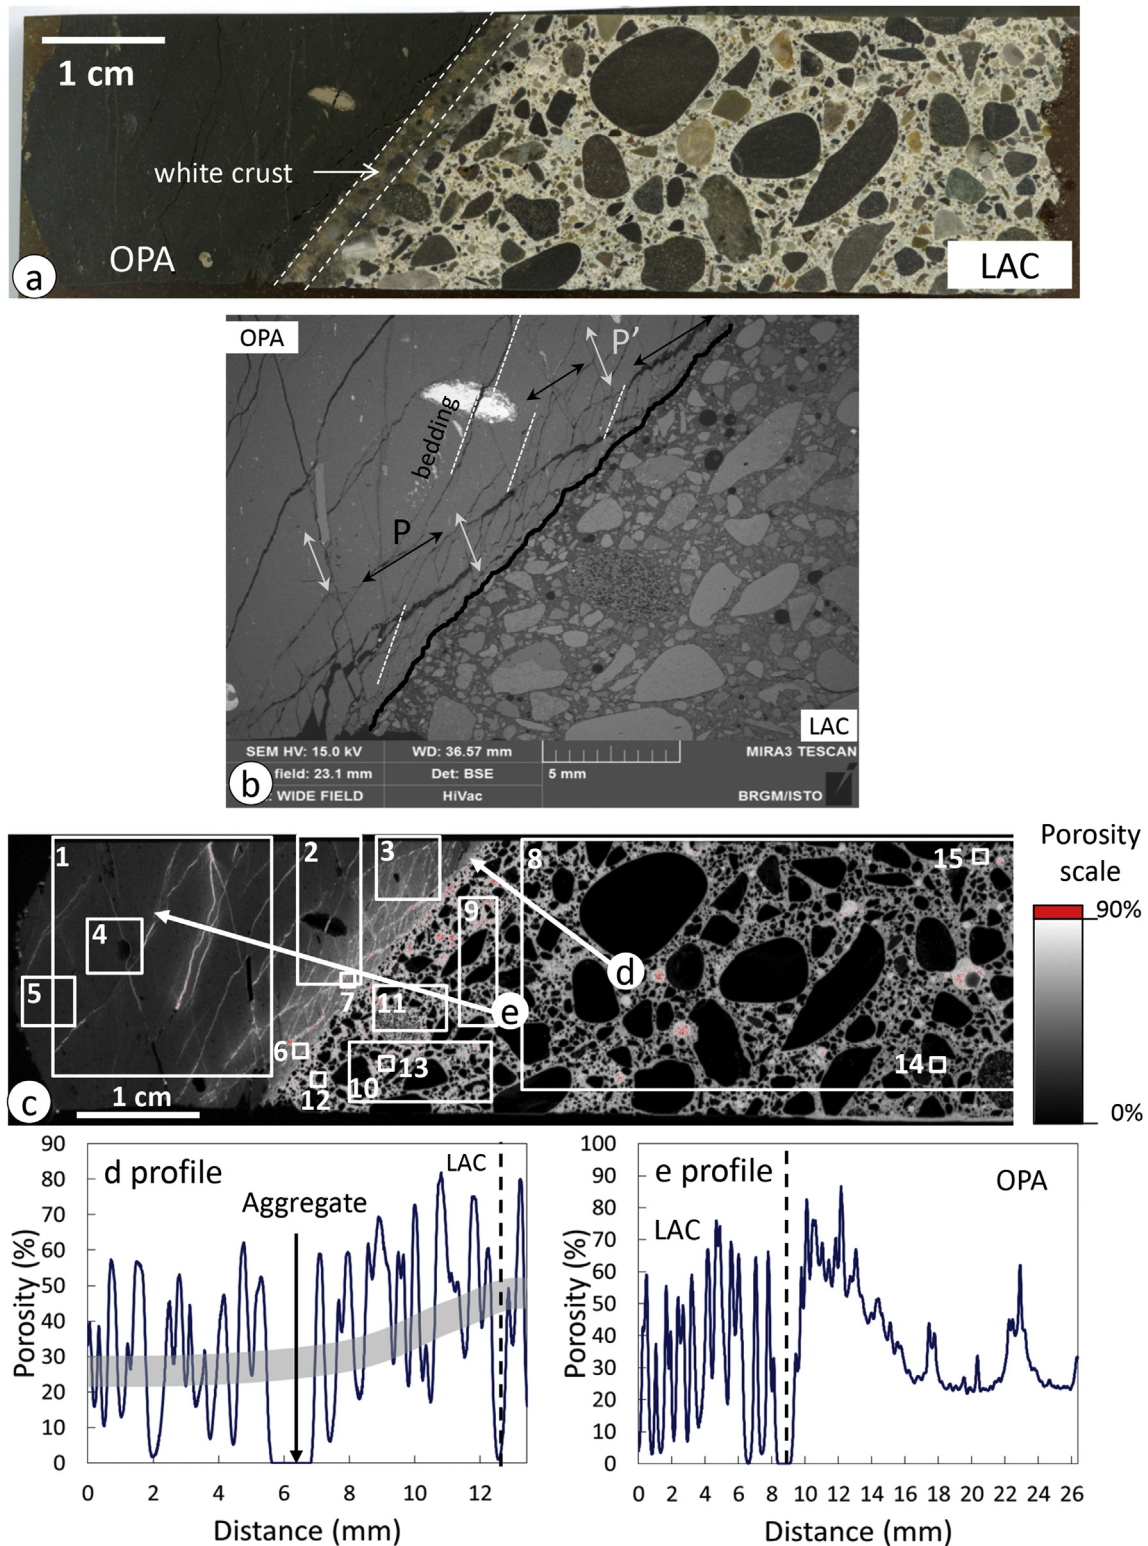 1 cm
white crust
OPA
LAC
a
OPA
P'
bedding
P
LAC
SEM HV: 15.0 kV
WD: 36.57 mm
MIRA3 TESCAN
field: 23.1 mm
Det: BSE
5 mm
: WIDE FIELD
HiVac
BRGM/ISTO
b
Porosity
scale
90%
0%
1
2
3
8
15
4
9
d
5
7
11
e
6
12
10
13
14
c
1 cm
d profile
LAC
Aggregate
Porosity (%)
90
80
70
60
50
40
30
20
10
0
0 2 4 6 8 10 12
Distance (mm)
e profile
OPA
LAC
Porosity (%)
100
90
80
70
60
50
40
30
20
10
0
0 2 4 6 8 10 12 14 16 18 20 22 24 26
Distance (mm)